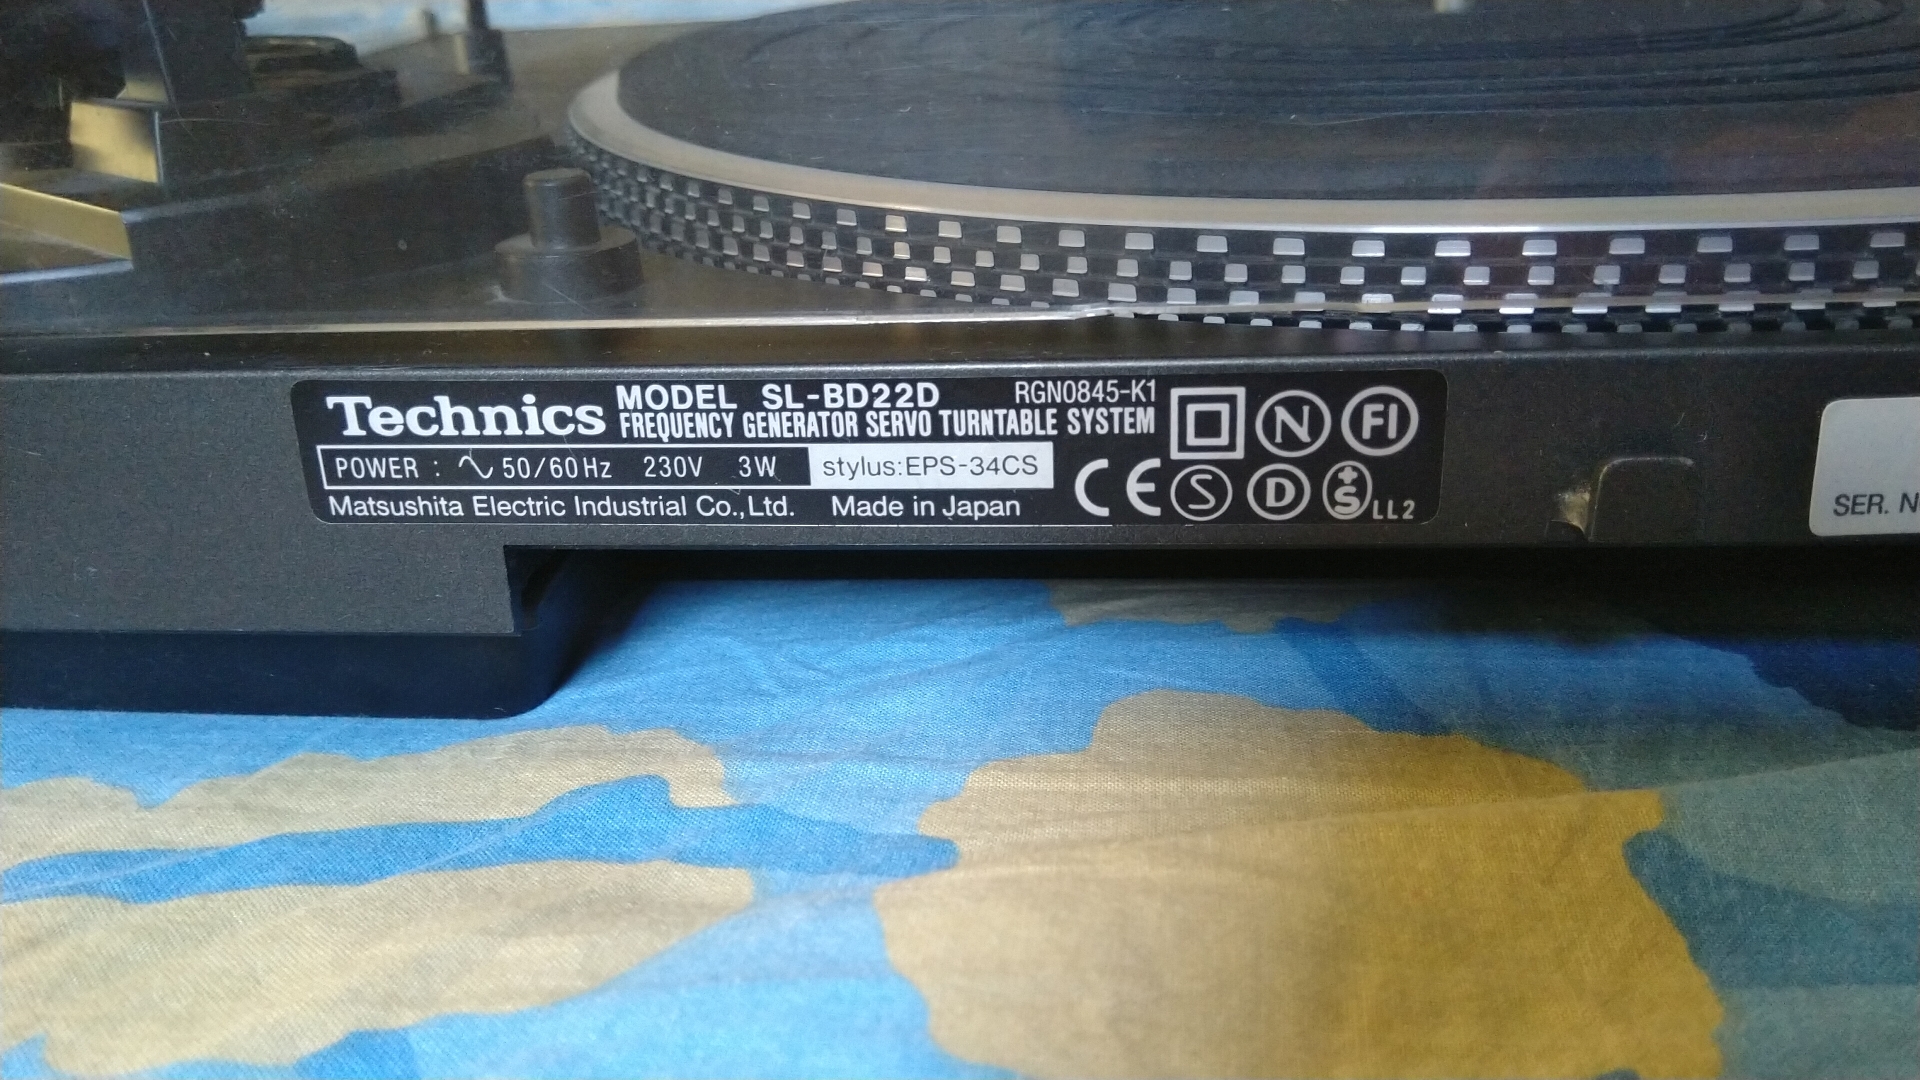 Technics MODEL SL-BD22D RGN0845-K1
FREQUENCY GENERATOR SERVO TURNTABLE SYSTEM
POWER : ∿ 50/60Hz 230V 3W stylus:EPS-34CS
Matsushita Electric Industrial Co.,Ltd. Made in Japan
N FI
CE S D +S LL2
SER. N